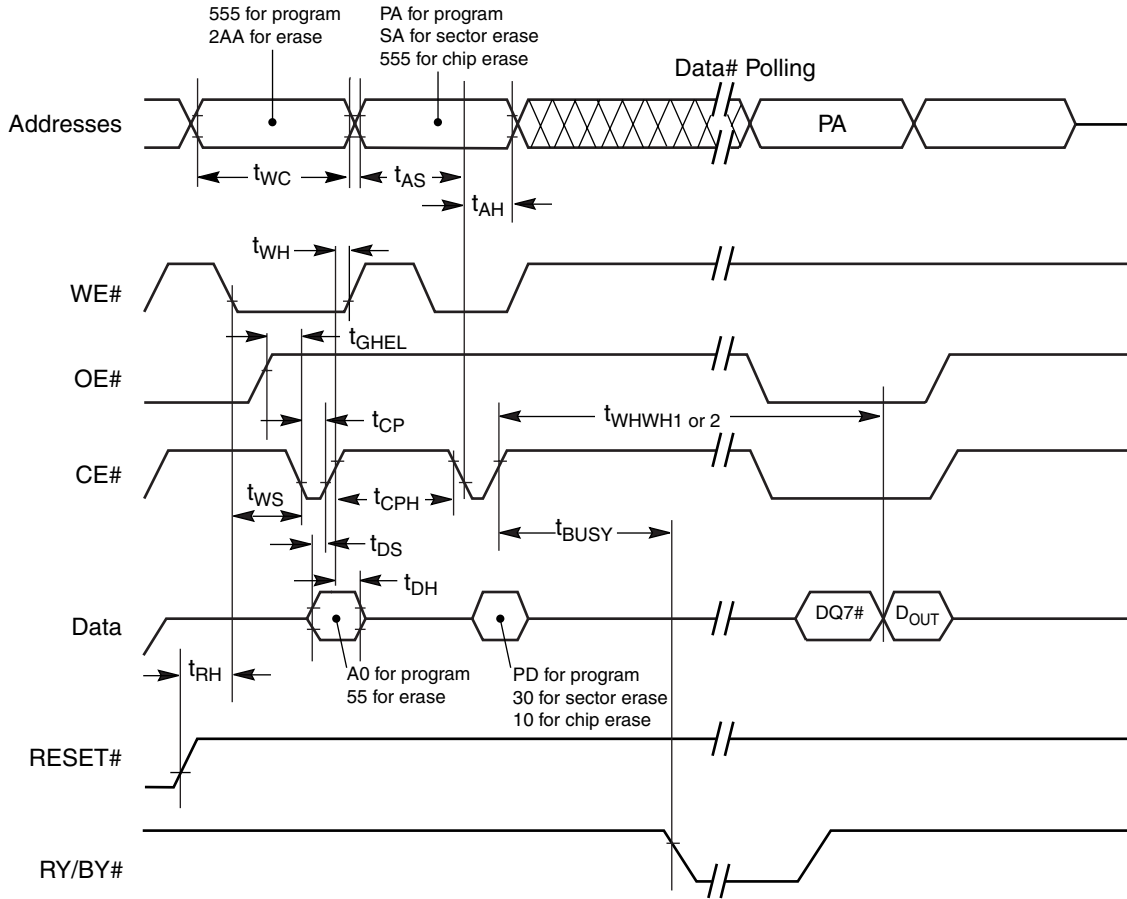 555 for program
2AA for erase
PA for program
SA for sector erase
555 for chip erase
Data# Polling
Addresses
PA
tWC
tAS
tAH
tWH
WE#
tGHEL
OE#
tCP
tWHWH1 or 2
CE#
tWS
tCPH
tBUSY
tDS
tDH
Data
DQ7#
DOUT
tRH
A0 for program
55 for erase
PD for program
30 for sector erase
10 for chip erase
RESET#
RY/BY#